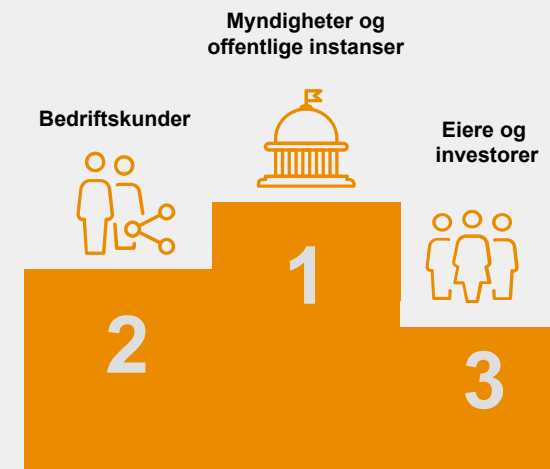 Myndigheter og
offentlige instanser
Bedriftskunder
Eiere og
investorer
1
2
3